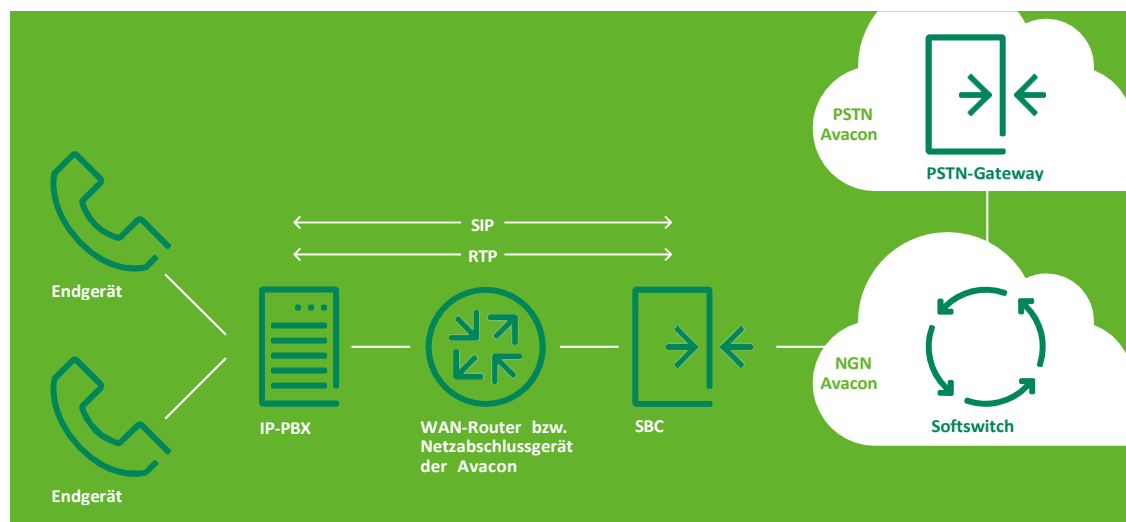 PSTN
Avacon
PSTN-Gateway
SIP
RTP
Endgerät
IP-PBX
WAN-Router bzw.
Netzabschlussgerät
der Avacon
SBC
NGN
Avacon
Softswitch
Endgerät